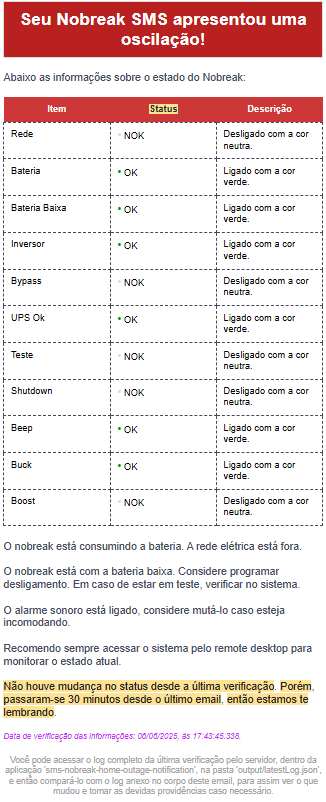 Seu Nobreak SMS apresentou uma
oscilação!
Abaixo as informações sobre o estado do Nobreak:
Item Status Descrição
Rede NOK Desligado com a cor
neutra.
Bateria OK Ligado com a cor
verde.
Bateria Baixa OK Ligado com a cor
verde.
Inversor OK Ligado com a cor
verde.
Bypass NOK Desligado com a cor
neutra.
UPS Ok OK Ligado com a cor
verde.
Teste NOK Desligado com a cor
neutra.
Shutdown NOK Desligado com a cor
neutra.
Beep OK Ligado com a cor
verde.
Buck OK Ligado com a cor
verde.
Boost NOK Desligado com a cor
neutra.
O nobreak está consumindo a bateria. A rede elétrica está fora.
O nobreak está com a bateria baixa. Considere programar
desligamento. Em caso de estar em teste, verificar no sistema.
O alarme sonoro está ligado, considere mutá-lo caso esteja
incomodando.
Recomendo sempre acessar o sistema pelo remote desktop para
monitorar o estado atual.
Não houve mudança no status desde a última verificação. Porém,
passaram-se 30 minutos desde o último email, então estamos te
lembrando.
Data de verificação das informações: 06/06/2025, às 17:43:45.338.
Você pode acessar o log completo da última verificação pelo servidor, dentro da
aplicação 'sms-nobreak-home-outage-notification', na pasta 'output/latestLog.json',
e então compará-lo com o log anexo no corpo deste email, para assim ver o que
mudou e tomar as devidas providências caso necessário.